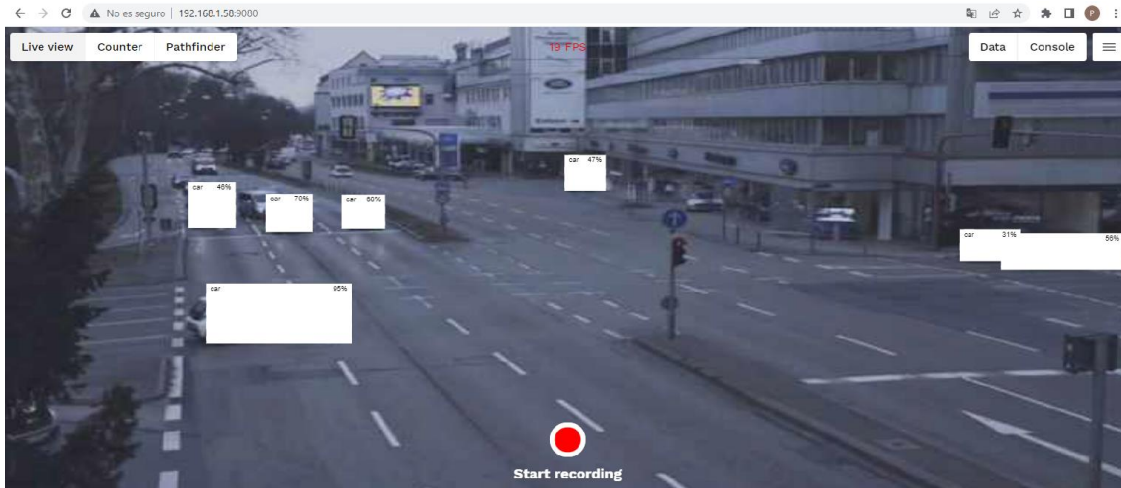 No es seguro | 192.168.1.50:9000
Live view Counter Pathfinder
19 FPS
Data Console
car 47%
car 46%
car 70%
car 60%
car 31%
56%
car 95%
Start recording